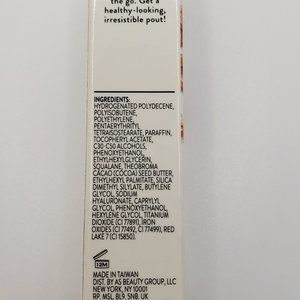 the go. Get a
healthy-looking,
irresistible pout!
INGREDIENTS:
HYDROGENATED POLYDECENE,
POLYISOBUTENE,
POLYETHYLENE,
PENTAERYTHRITYL
TETRAISOSTEARATE, PARAFFIN,
TOCOPHERYL ACETATE,
C30-C50 ALCOHOLS,
PHENOXYETHANOL,
ETHYLHEXYLGLYCERIN,
SQUALANE, THEOBROMA
CACAO (COCOA) SEED BUTTER,
ETHYLHEXYL PALMITATE, SILICA
DIMETHYL SILYLATE, BUTYLENE
GLYCOL, SODIUM
HYALURONATE, CAPRYLYL
GLYCOL, PHENOXYETHANOL,
HEXYLENE GLYCOL, TITANIUM
DIOXIDE (CI 77891), IRON
OXIDES (CI 77492, CI 77499), RED
LAKE 7 (CI 15850).
12M
MADE IN TAIWAN
DIST. BY AS BEAUTY GROUP, LLC
NEW YORK, NY 10001
RP, MSL, BL9, 5NB, UK